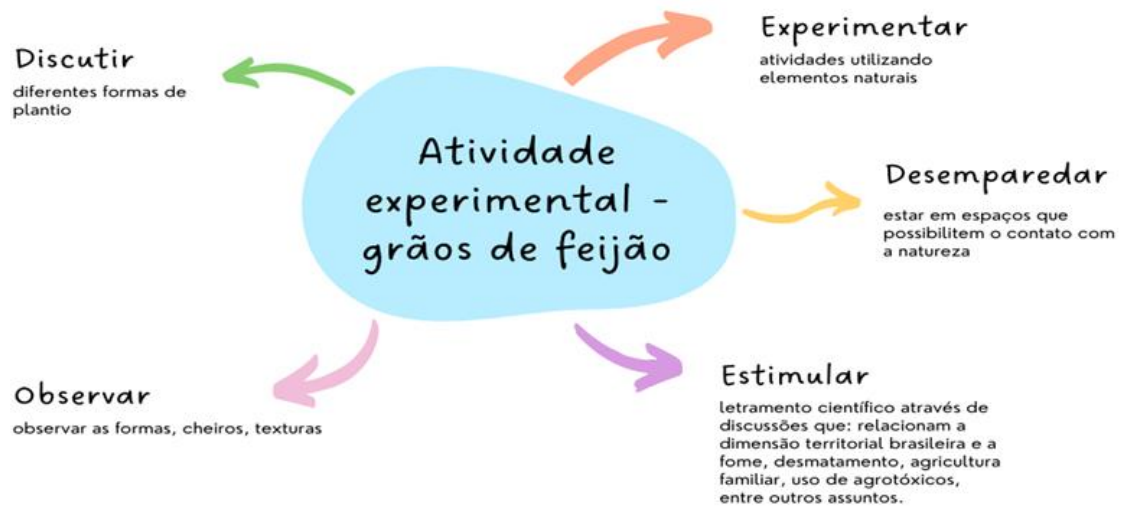 Discutir
diferentes formas de
plantio
Experimentar
atividades utilizando
elementos naturais
Atividade
experimental -
grãos de feijão
Desemparedar
estar em espaços que
possibilitem o contato com
a natureza
Observar
observar as formas, cheiros, texturas
Estimular
letramento científico através de
discussões que: relacionam a
dimensão territorial brasileira e a
fome, desmatamento, agricultura
familiar, uso de agrotóxicos,
entre outros assuntos.